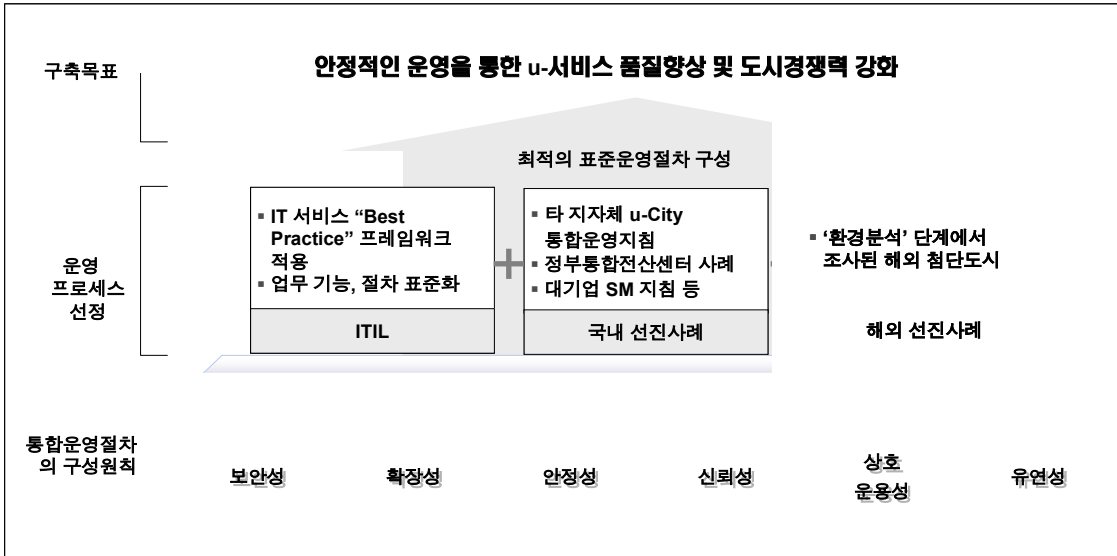 구축목표
안정적인 운영을 통한 u-서비스 품질향상 및 도시경쟁력 강화
최적의 표준운영절차 구성
운영
프로세스
선정
▪ IT 서비스 “Best
Practice” 프레임워크
적용
▪ 업무 기능, 절차 표준화
ITIL
+
▪ 타 지자체 u-City
통합운영지침
▪ 정부통합전산센터 사례
▪ 대기업 SM 지침 등
국내 선진사례
▪ ‘환경분석’ 단계에서
조사된 해외 첨단도시
해외 선진사례
통합운영절차
의 구성원칙
보안성
확장성
안정성
신뢰성
상호
운용성
유연성